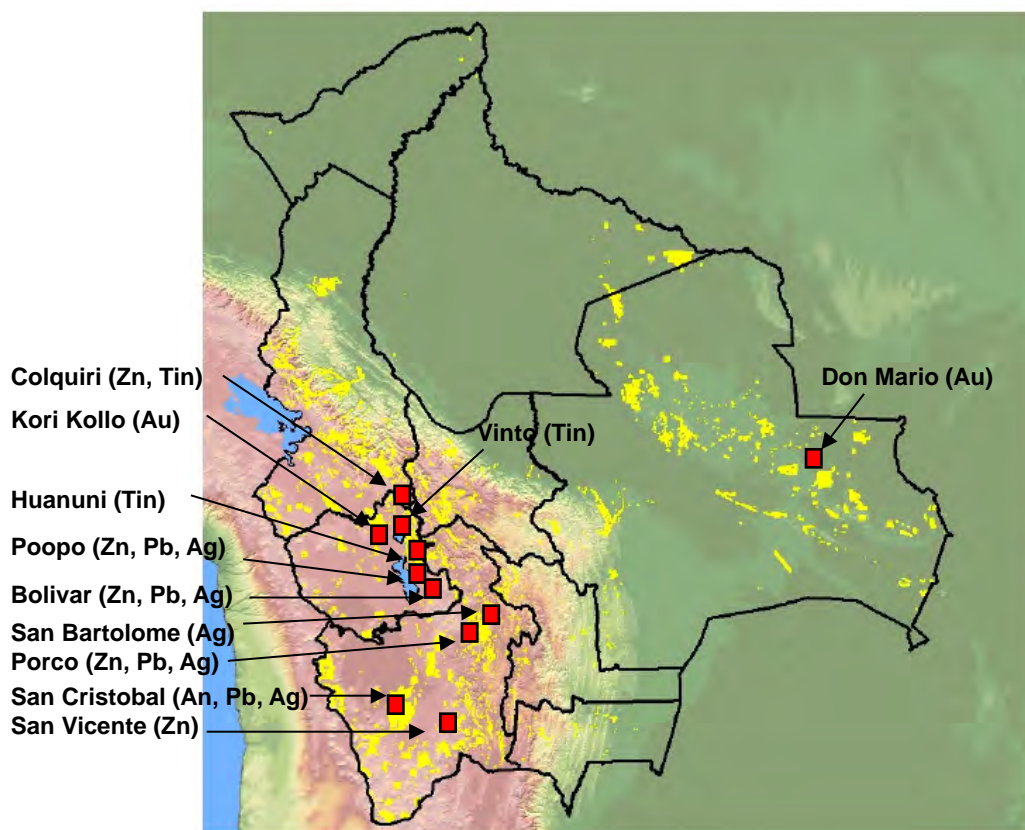 Colquiri (Zn, Tin)
Don Mario (Au)
Kori Kollo (Au)
Vinto (Tin)
Huanuni (Tin)
Poopo (Zn, Pb, Ag)
Bolivar (Zn, Pb, Ag)
San Bartolome (Ag)
Porco (Zn, Pb, Ag)
San Cristobal (An, Pb, Ag)
San Vicente (Zn)